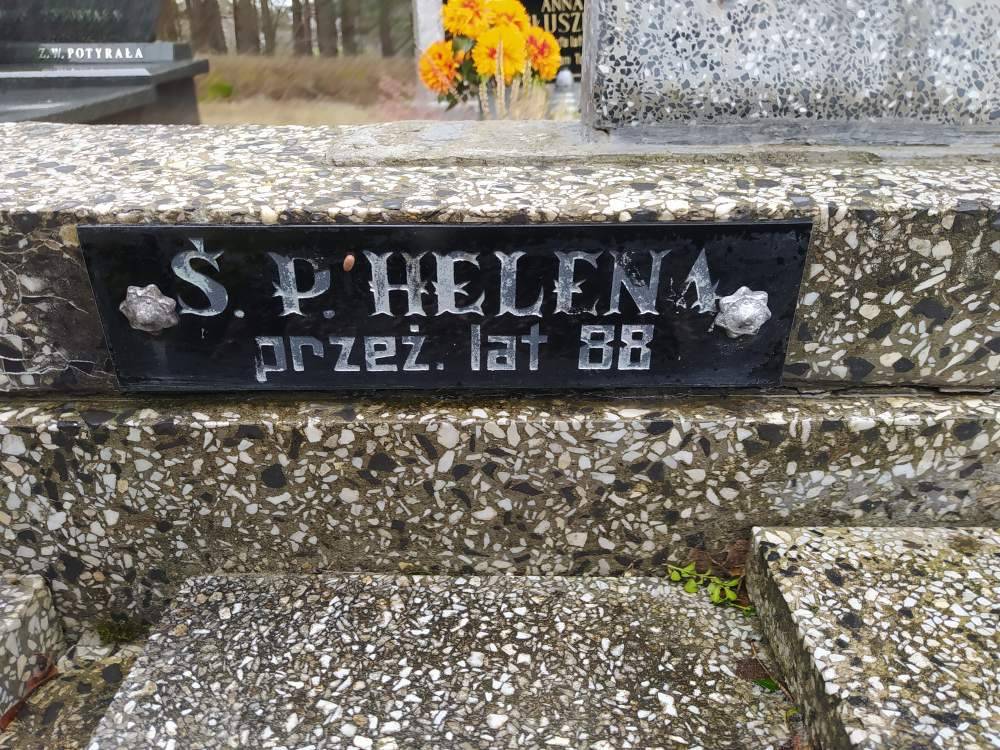 Z.W. POTYRAŁA
ANNA
Ś. P. HELENA
przeż. lat 88